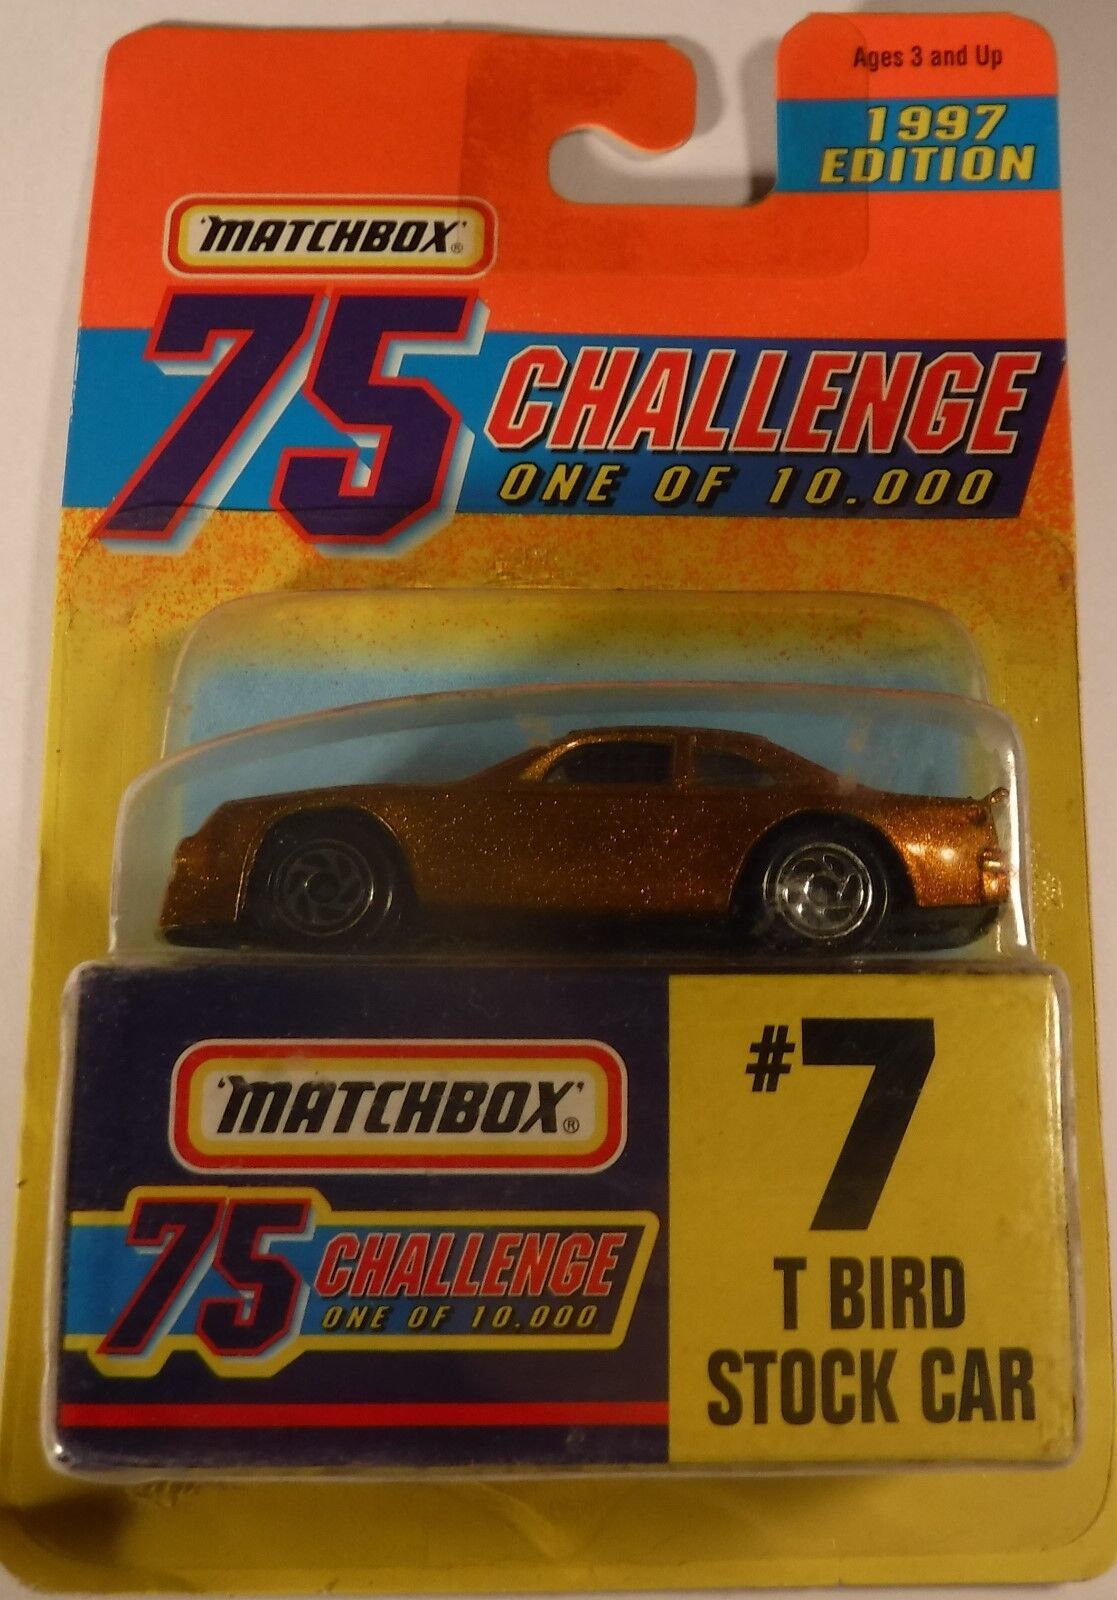 Ages 3 and Up
1997
EDITION
'MATCHBOX'®
75 CHALLENGE
ONE OF 10.000
'MATCHBOX'®
75 CHALLENGE
ONE OF 10.000
#7
T BIRD
STOCK CAR